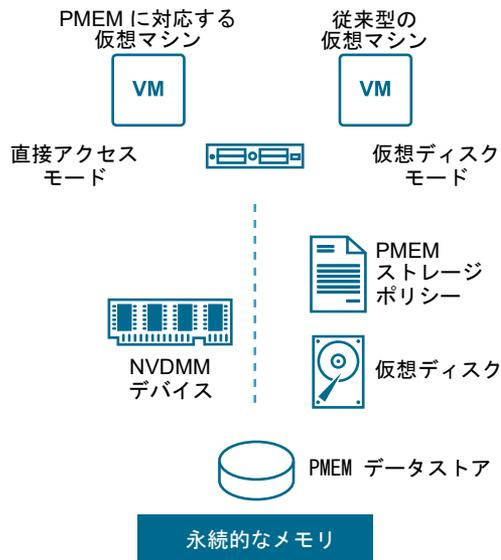 PMEM に対応する
仮想マシン
従来型の
仮想マシン
VM
VM
直接アクセス
モード
仮想ディスク
モード
PMEM
ストレージ
ポリシー
NVDMM
デバイス
仮想ディスク
PMEM データストア
永続的なメモリ